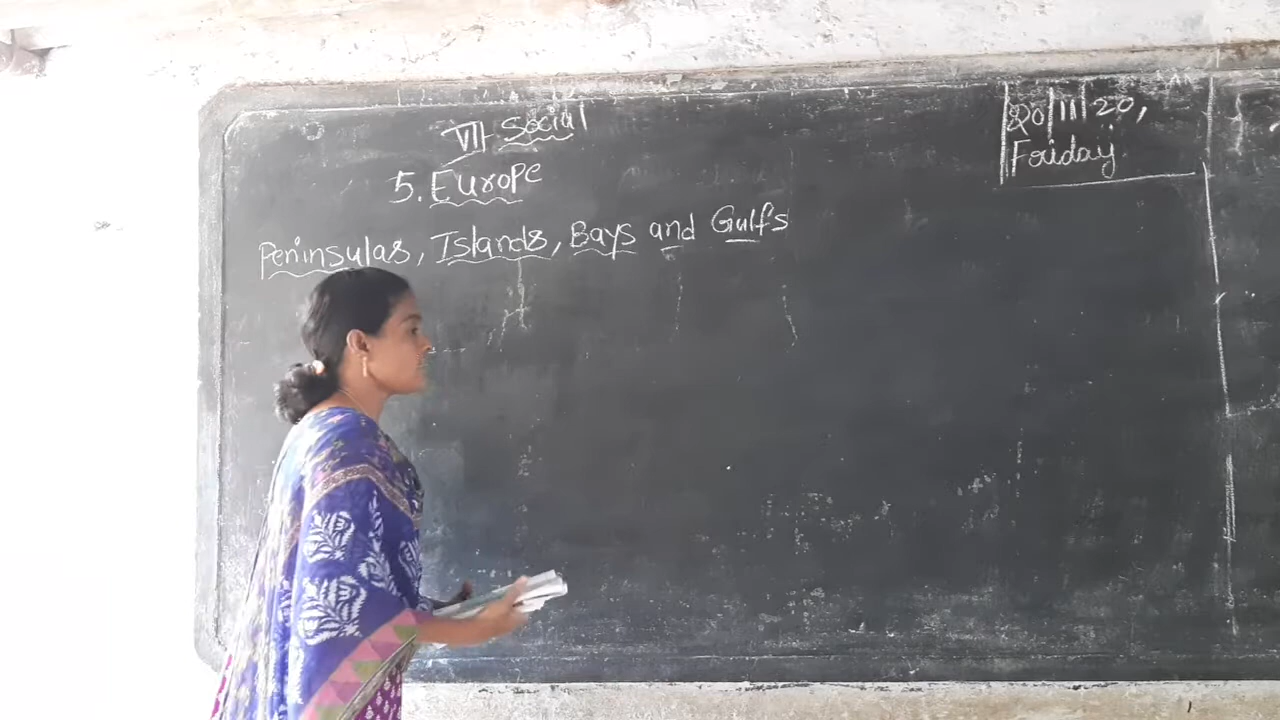 VII Social
5. Europe
Peninsulas, Islands, Bays and Gulfs
20/11/20,
Friday